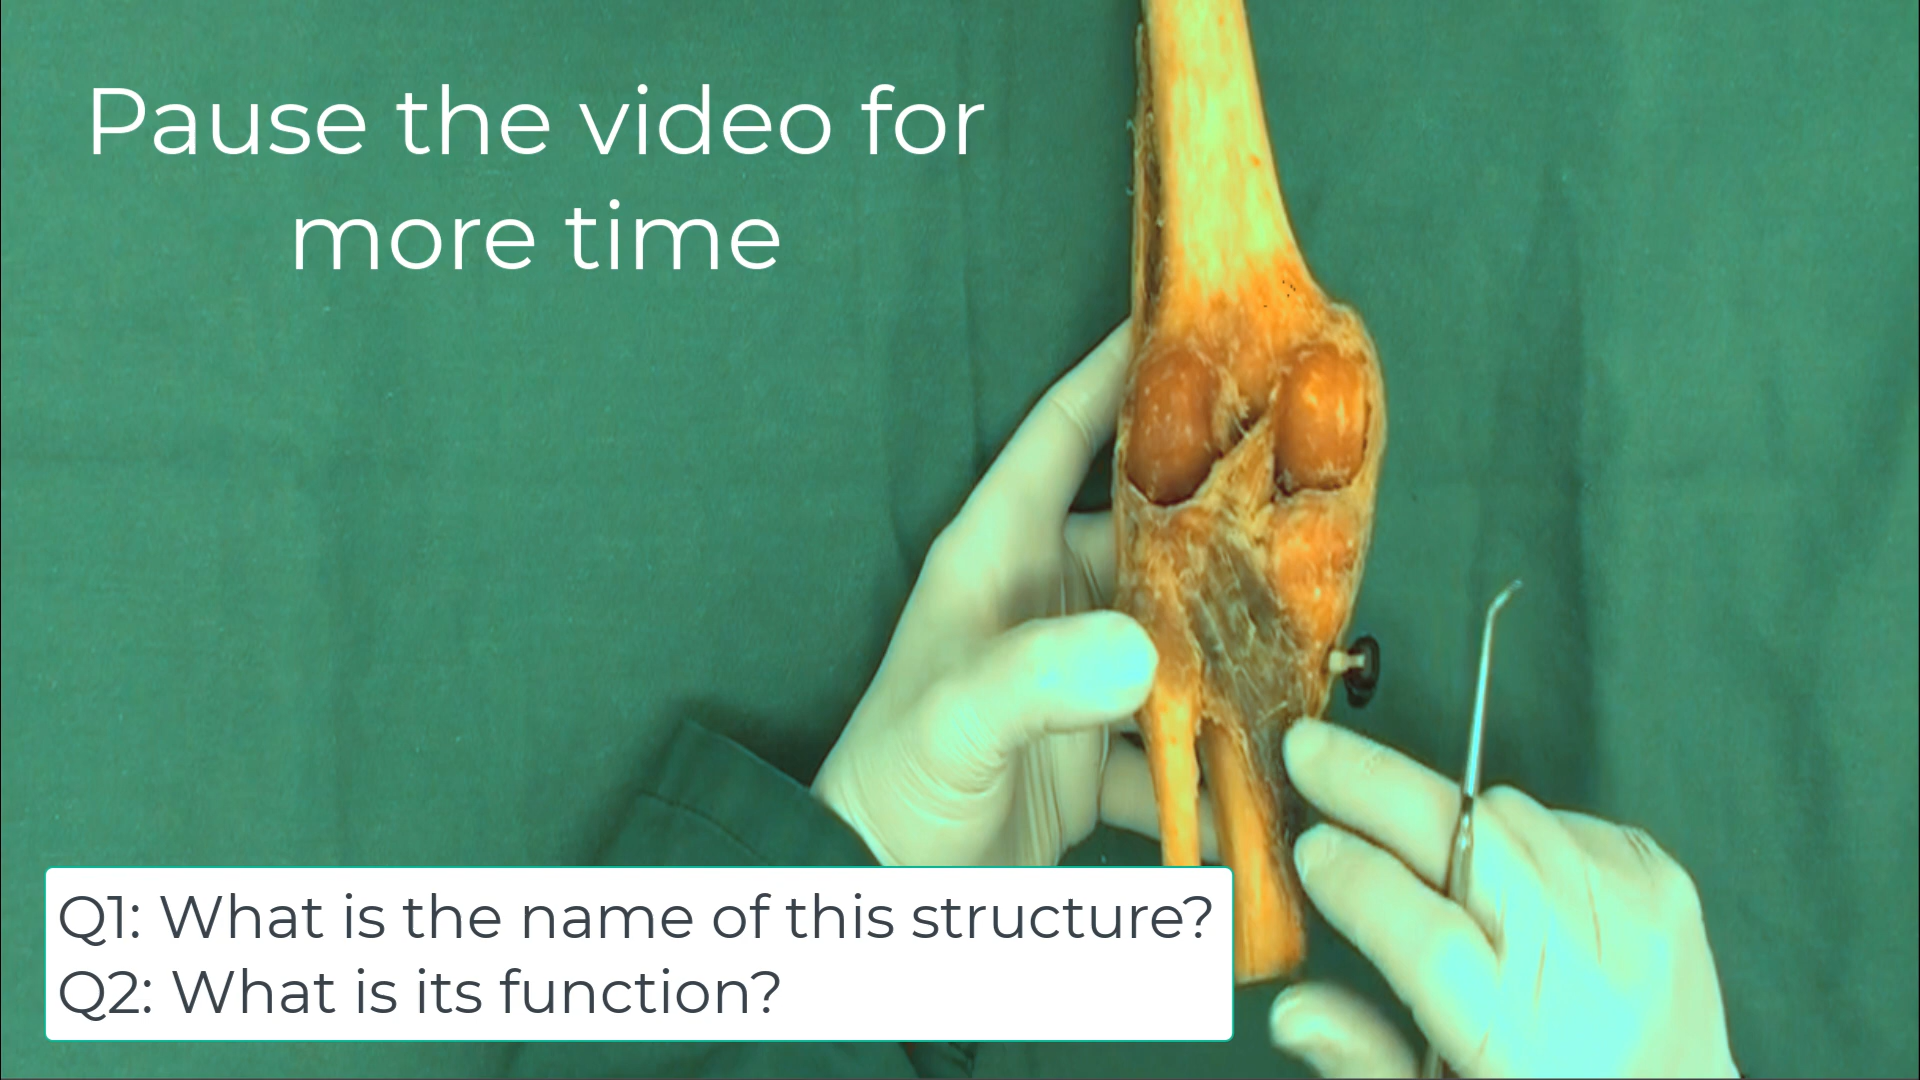 Pause the video for
more time
Q1: What is the name of this structure?
Q2: What is its function?